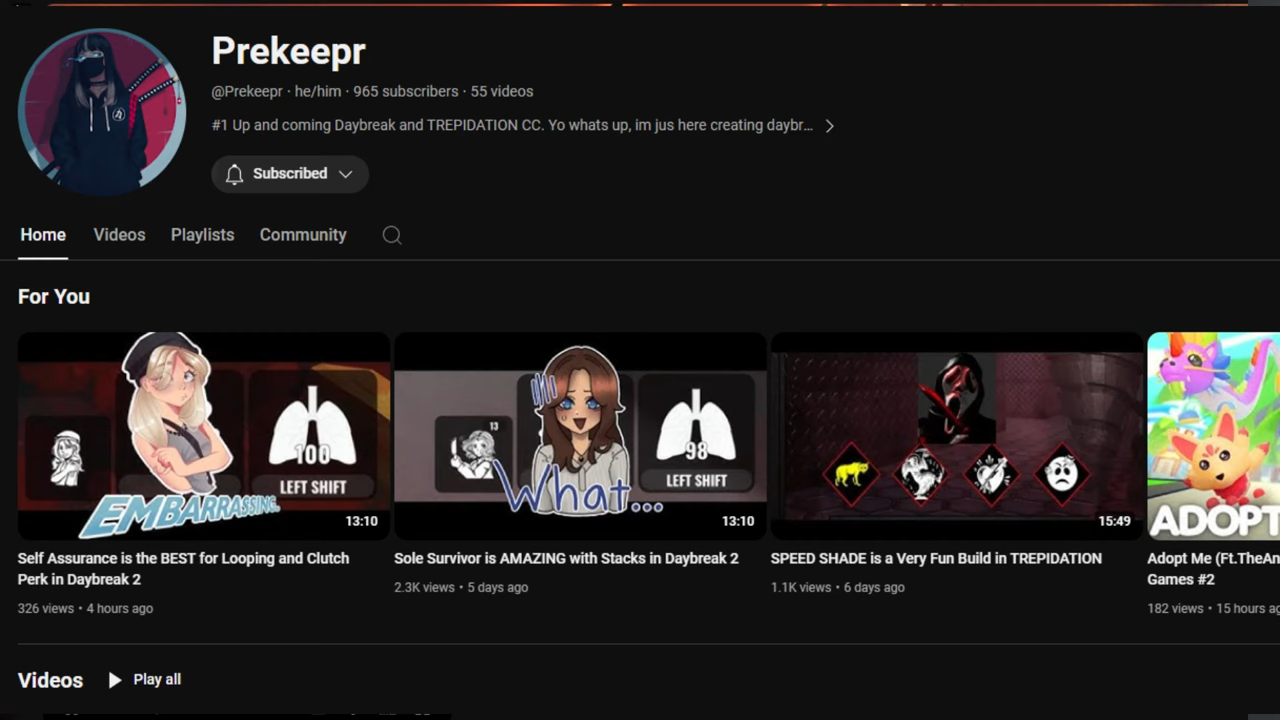 Prekeepr
@Prekeepr · he/him · 965 subscribers · 55 videos
#1 Up and coming Daybreak and TREPIDATION CC. Yo whats up, im jus here creating daybr...
Subscribed
Home Videos Playlists Community
For You
100
LEFT SHIFT
EMBARRASSING.
13:10
13
98
LEFT SHIFT
What...
13:10
15:49
ADOPT
Self Assurance is the BEST for Looping and Clutch
Perk in Daybreak 2
326 views · 4 hours ago
Sole Survivor is AMAZING with Stacks in Daybreak 2
2.3K views · 5 days ago
SPEED SHADE is a Very Fun Build in TREPIDATION
1.1K views · 6 days ago
Adopt Me (Ft.TheAn
Games #2
182 views · 15 hours ag
Videos Play all